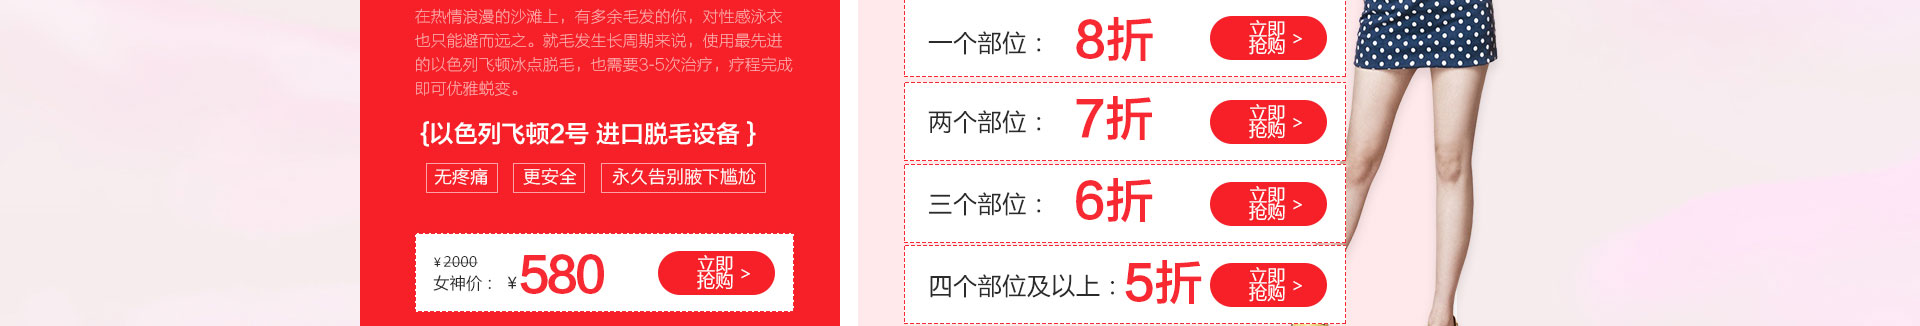 在热情浪漫的沙滩上，有多余毛发的你，对性感泳衣
也只能避而远之。就毛发生长周期来说，使用最先进
的以色列飞顿冰点脱毛，也需要3-5次治疗，疗程完成
即可优雅蜕变。
{以色列飞顿2号 进口脱毛设备 }
无疼痛 更安全 永久告别腋下尴尬
¥2000
女神价： ¥580
立即
抢购 >
一个部位： 8折
立即
抢购 >
两个部位： 7折
立即
抢购 >
三个部位： 6折
立即
抢购 >
四个部位及以上：5折
立即
抢购 >